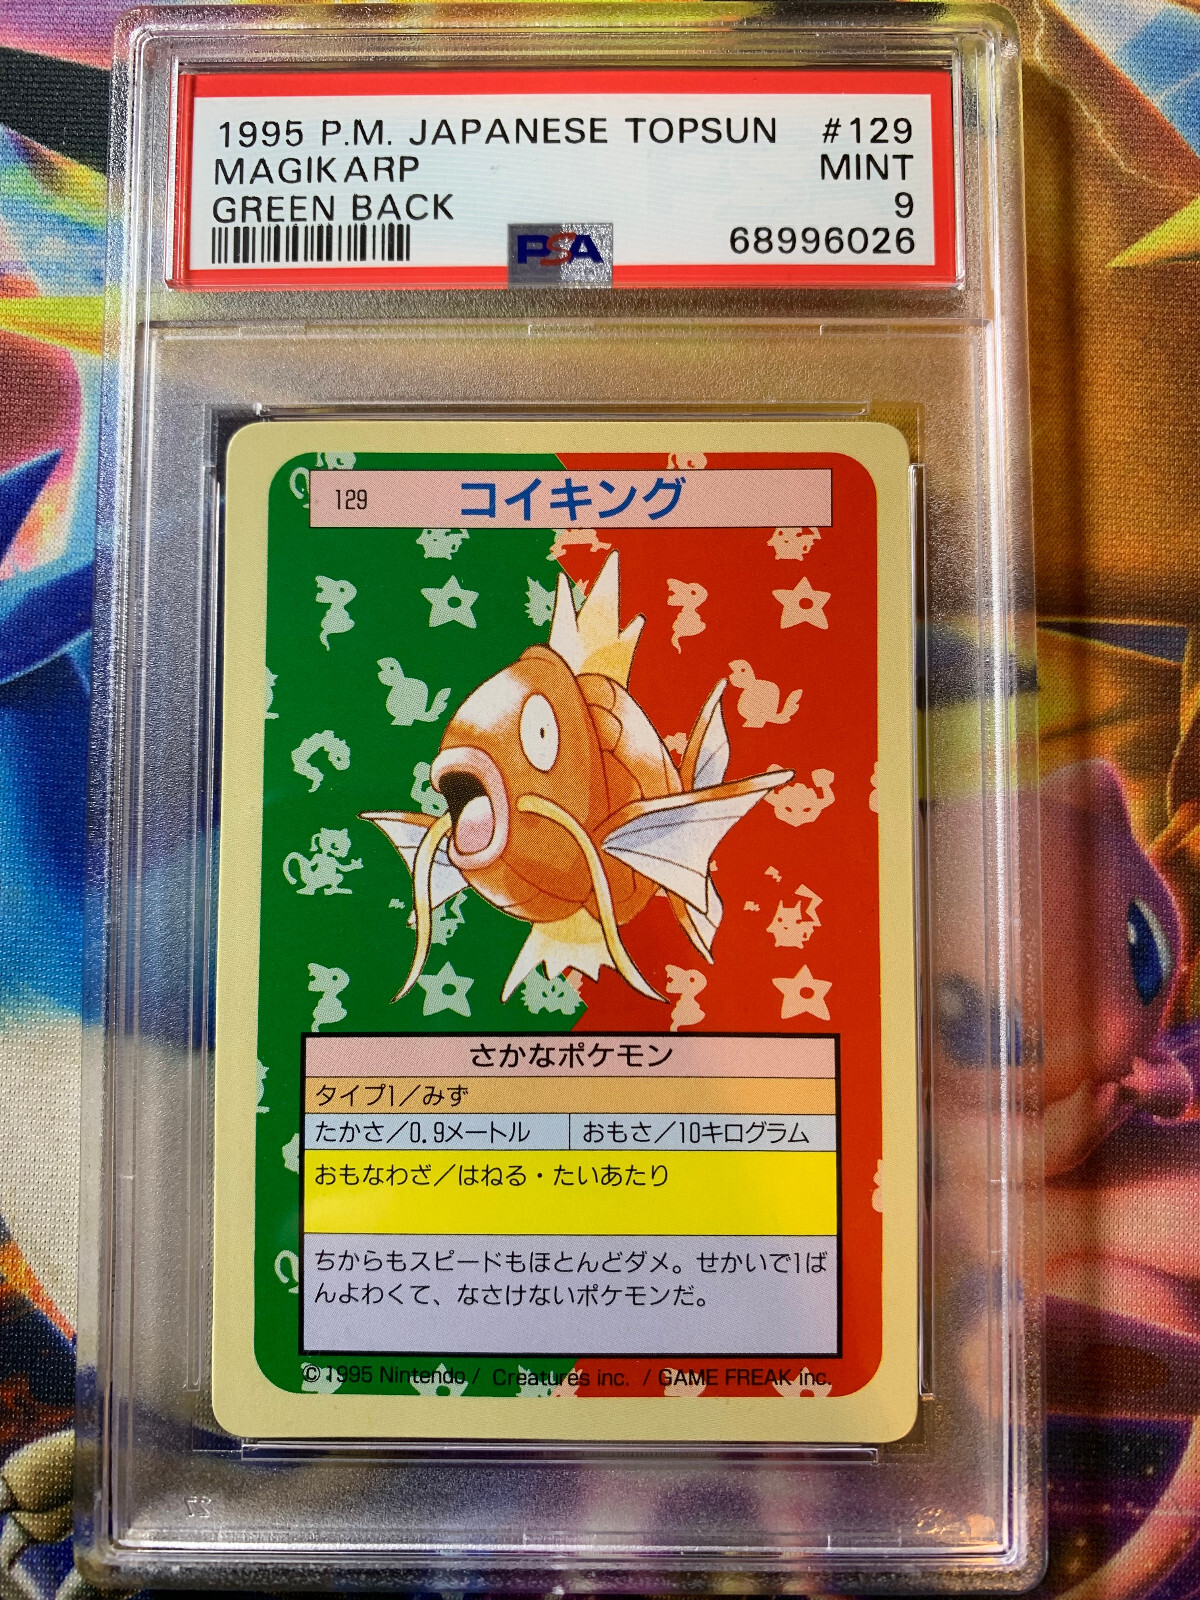 1995 P.M. JAPANESE TOPSUN #129
MAGIKARP MINT
GREEN BACK 9
PSA 68996026
129 コイキング
さかなポケモン
タイプ1／みず
たかさ／0.9メートル おもさ／10キログラム
おもなわざ／はねる・たいあたり
ちからもスピードもほとんどダメ。せかいで1ば
んよわくて、なさけないポケモンだ。
©1995 Nintendo / Creatures inc. / GAME FREAK inc.
27